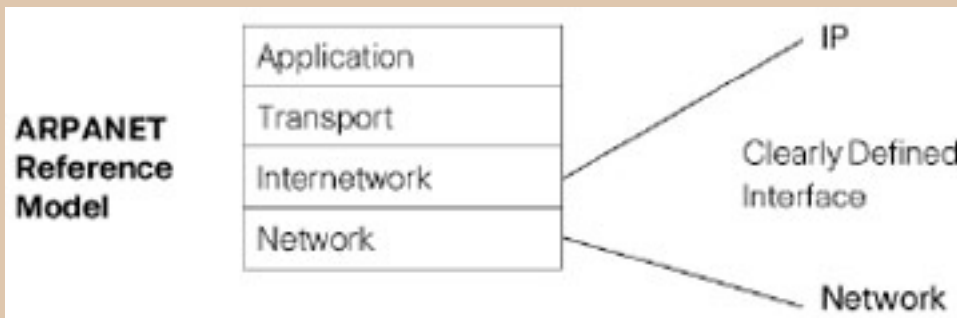 ARPANET
Reference
Model
Application
Transport
Internetwork
Network
IP
Clearly Defined
Interface
Network